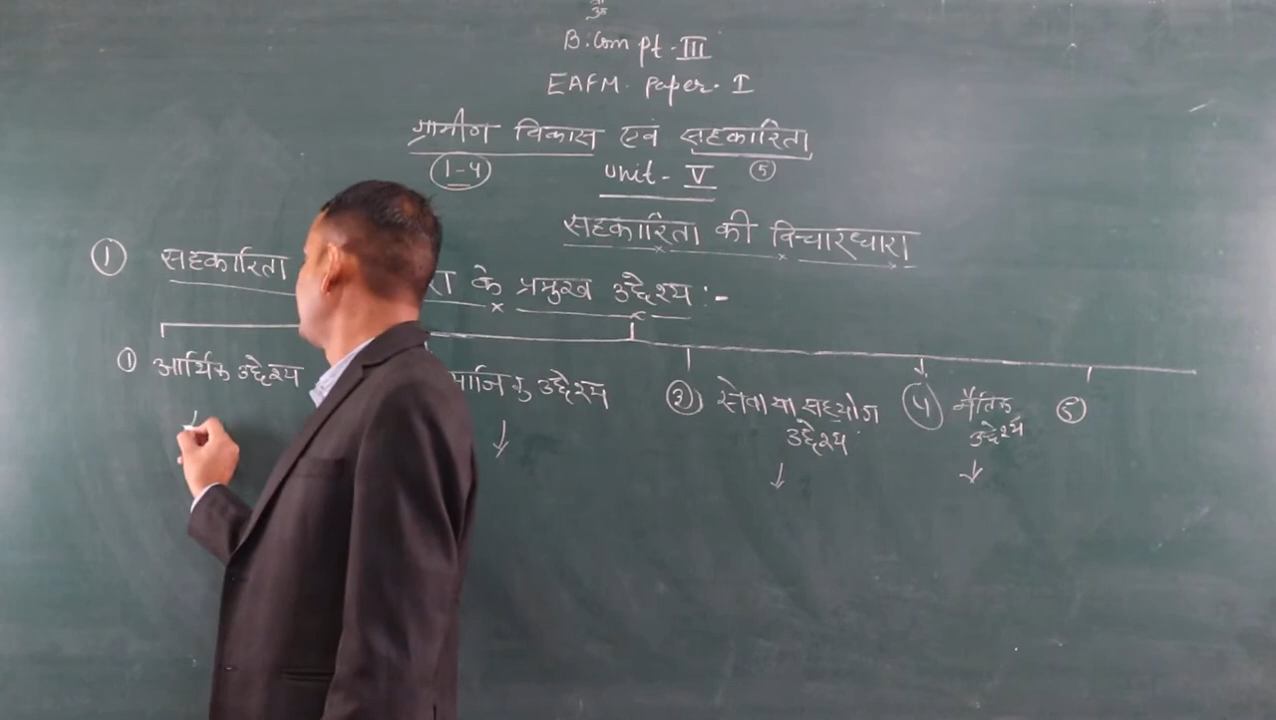 ॐ
B.Com pt-III
EAFM. Paper. I
ग्रामीण विकास एवं सहकारिता
1-4 unit-V 5
सहकारिता की विचारधारा
1 सहकारिता रा के प्रमुख उद्देश्य :-
1 आर्थिक उद्देश्य माजिक उद्देश्य 3 सेवा या सहयोग 4 नैतिक 5
उद्देश्य उद्देश्य